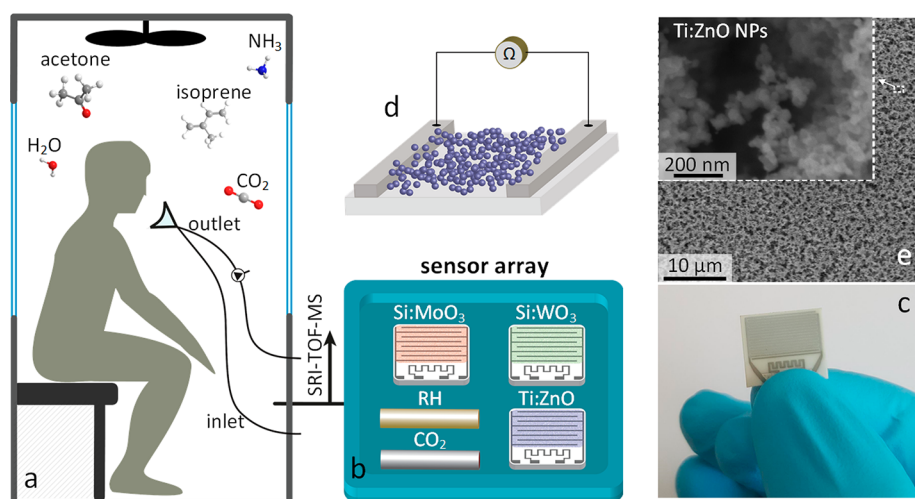 acetone
NH3
isoprene
H2O
CO2
outlet
inlet
a
SRI-TOF-MS
sensor array
Si:MoO3
Si:WO3
RH
Ti:ZnO
CO2
b
d
Ω
Ti:ZnO NPs
200 nm
10 µm
e
c